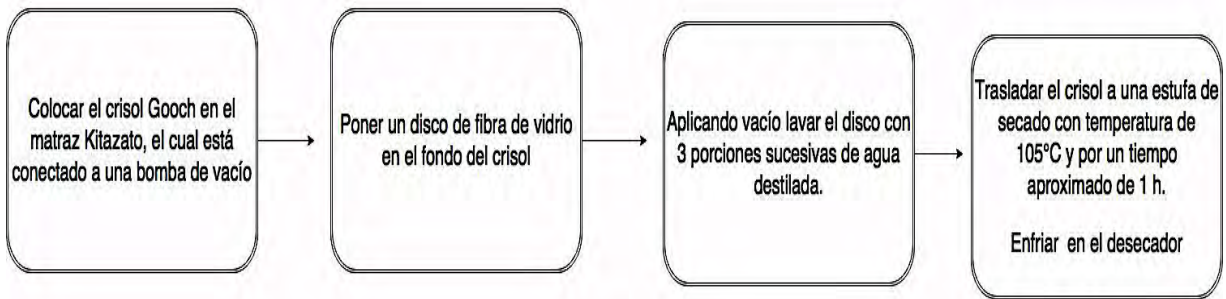 Colocar el crisol Gooch en el
matraz Kitazato, el cual está
conectado a una bomba de vacío
Poner un disco de fibra de vidrio
en el fondo del crisol
Aplicando vacío lavar el disco con
3 porciones sucesivas de agua
destilada.
Trasladar el crisol a una estufa de
secado con temperatura de
105°C y por un tiempo
aproximado de 1 h.
Enfriar en el desecador